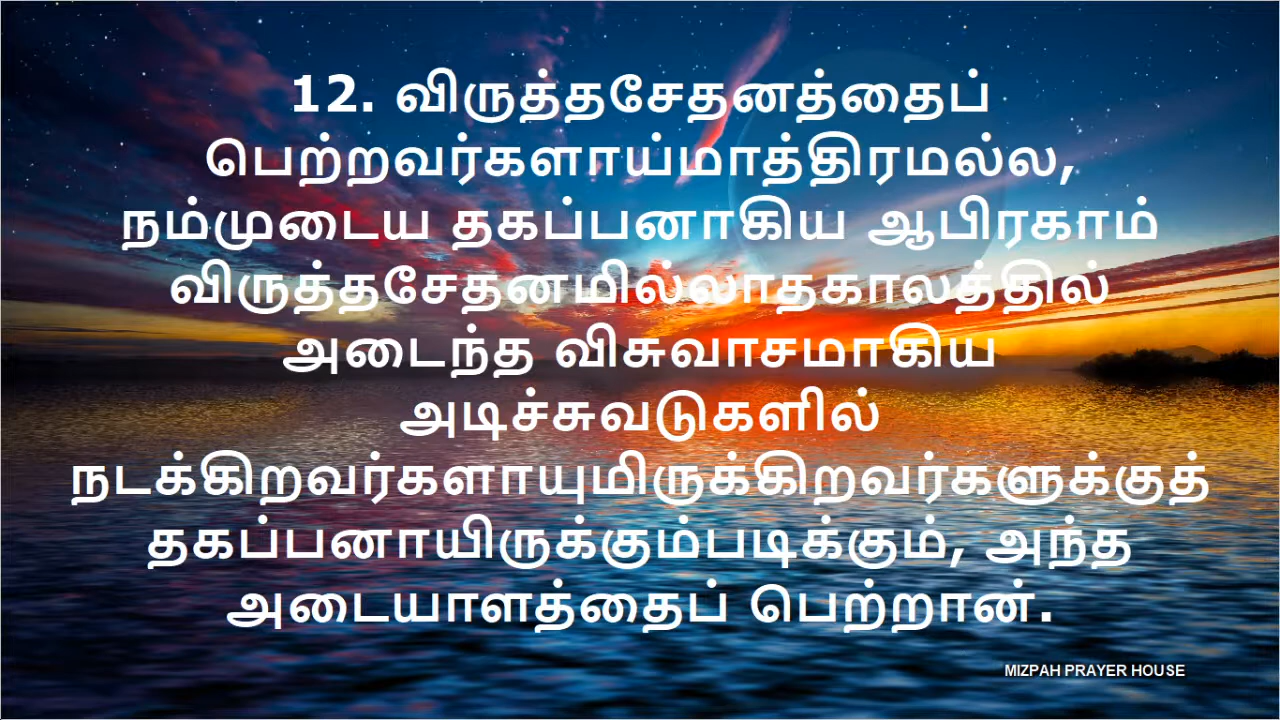 12. விருத்தசேதனத்தைப்
பெற்றவர்களாய்மாத்திரமல்ல,
நம்முடைய தகப்பனாகிய ஆபிரகாம்
விருத்தசேதனமில்லாதகாலத்தில்
அடைந்த விசுவாசமாகிய
அடிச்சுவடுகளில்
நடக்கிறவர்களாயுமிருக்கிறவர்களுக்குத்
தகப்பனாயிருக்கும்படிக்கும், அந்த
அடையாளத்தைப் பெற்றான்.
MIZPAH PRAYER HOUSE